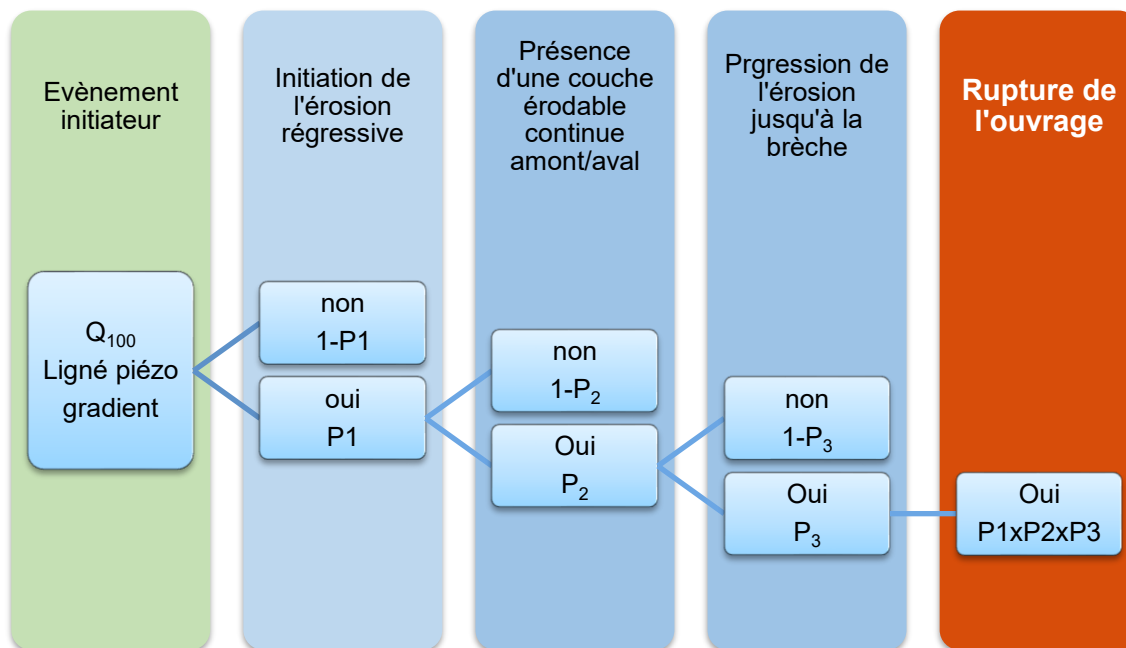 Evènement
initiateur
Q₁₀₀
Ligné piézo
gradient
Initiation de
l'érosion
régressive
non
1-P1
oui
P1
Présence
d'une couche
érodable
continue
amont/aval
non
1-P₂
Oui
P₂
Prgression de
l'érosion
jusqu'à la
brèche
non
1-P₃
Oui
P₃
Rupture de
l'ouvrage
Oui
P1xP2xP3